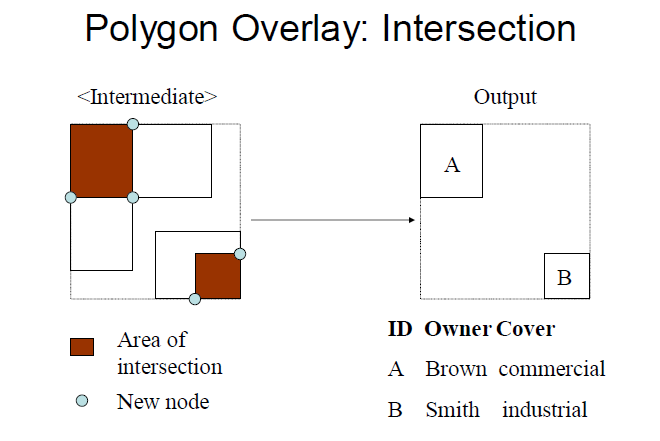 Polygon Overlay: Intersection
<Intermediate>
Output
A
B
Area of
intersection
New node
ID Owner Cover
A Brown commercial
B Smith industrial